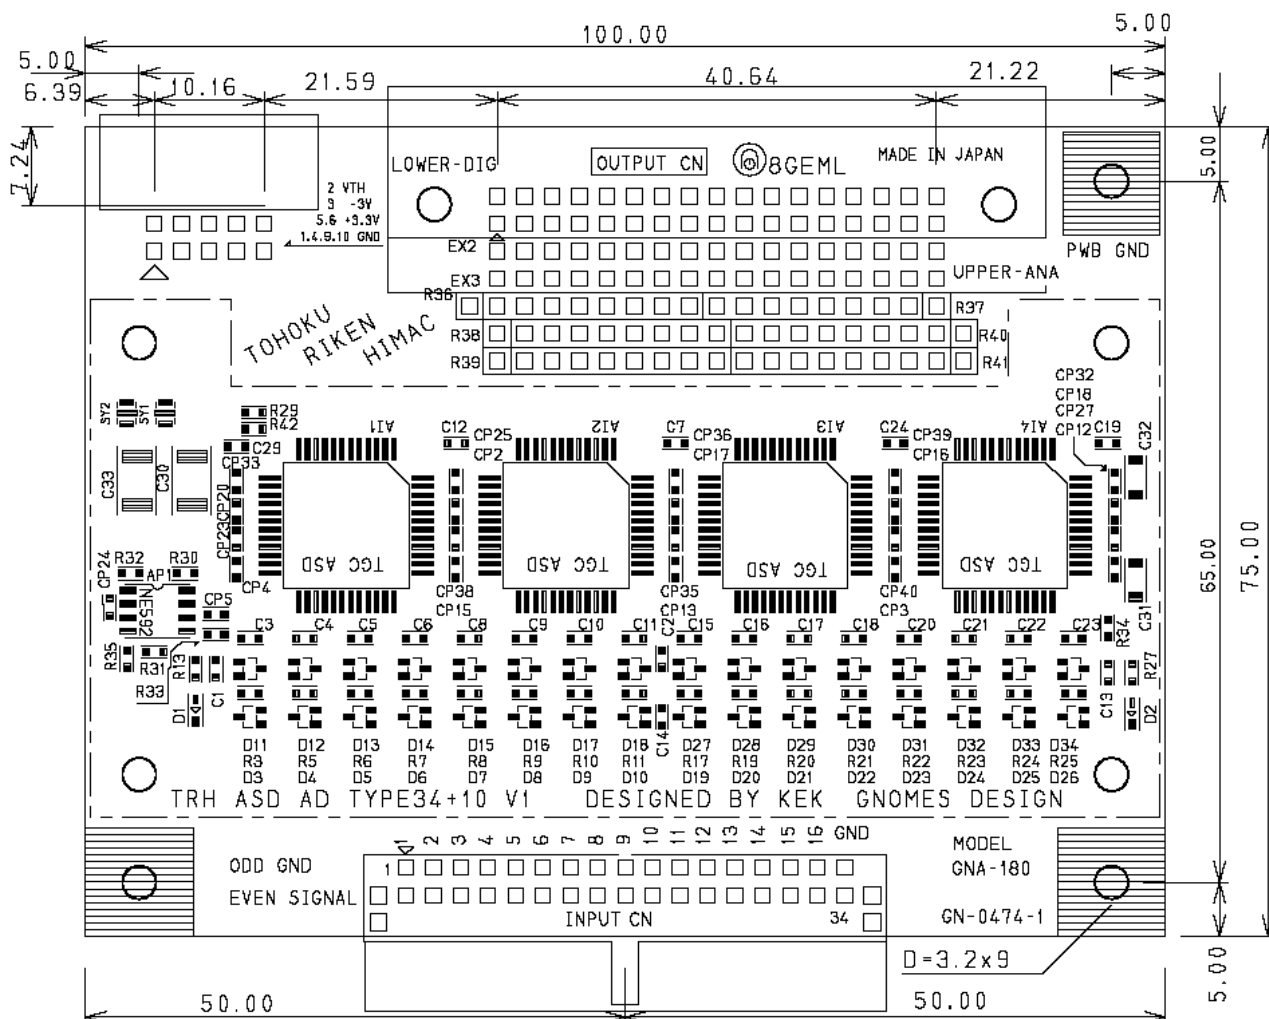 5.00
100.00
5.00
6.39
10.16
21.59
40.64
21.22
7.24
5.00
LOWER-DIG
OUTPUT CN
8GEML
MADE IN JAPAN
2 VTH
3 -3V
5.6 +3.3V
1.4.9.10 GND
PWB GND
EX2
EX3
UPPER-ANA
R36
R37
R38
R40
R39
R41
TOHOKU
RIKEN
HIMAC
CP32
CP18
CP27
CP12
SY2
SY1
R29
R42
C29
CP33
AI1
C12
CP25
CP2
AI2
C7
CP36
CP17
AI3
C24
CP39
CP16
AI4
C19
C32
C33
C30
CP20
CP23
CP4
TGC ASD
TGC ASD
TGC ASD
TGC ASD
65.00
75.00
CP24
R32
R30
AP1
NE592
CP5
CP38
CP15
CP35
CP13
C25
CP40
CP3
C31
R34
C3
C4
C5
C6
C8
C9
C10
C11
C15
C16
C17
C18
C20
C21
C22
C23
R35
R31
R13
R33
C1
D1
R27
C13
D2
C14
D11 D12 D13 D14 D15 D16 D17 D18 D27 D28 D29 D30 D31 D32 D33 D34
R3 R5 R6 R7 R8 R9 R10 R11 R17 R19 R20 R21 R22 R23 R24 R25
D3 D4 D5 D6 D7 D8 D9 D10 D19 D20 D21 D22 D23 D24 D25 D26
TRH ASD AD TYPE34+10 V1 DESIGNED BY KEK GNOMES DESIGN
1 2 3 4 5 6 7 8 9 10 11 12 13 14 15 16 GND
ODD GND
1
MODEL
GNA-180
EVEN SIGNAL
INPUT CN
34
GN-0474-1
D=3.2x9
5.00
50.00
50.00